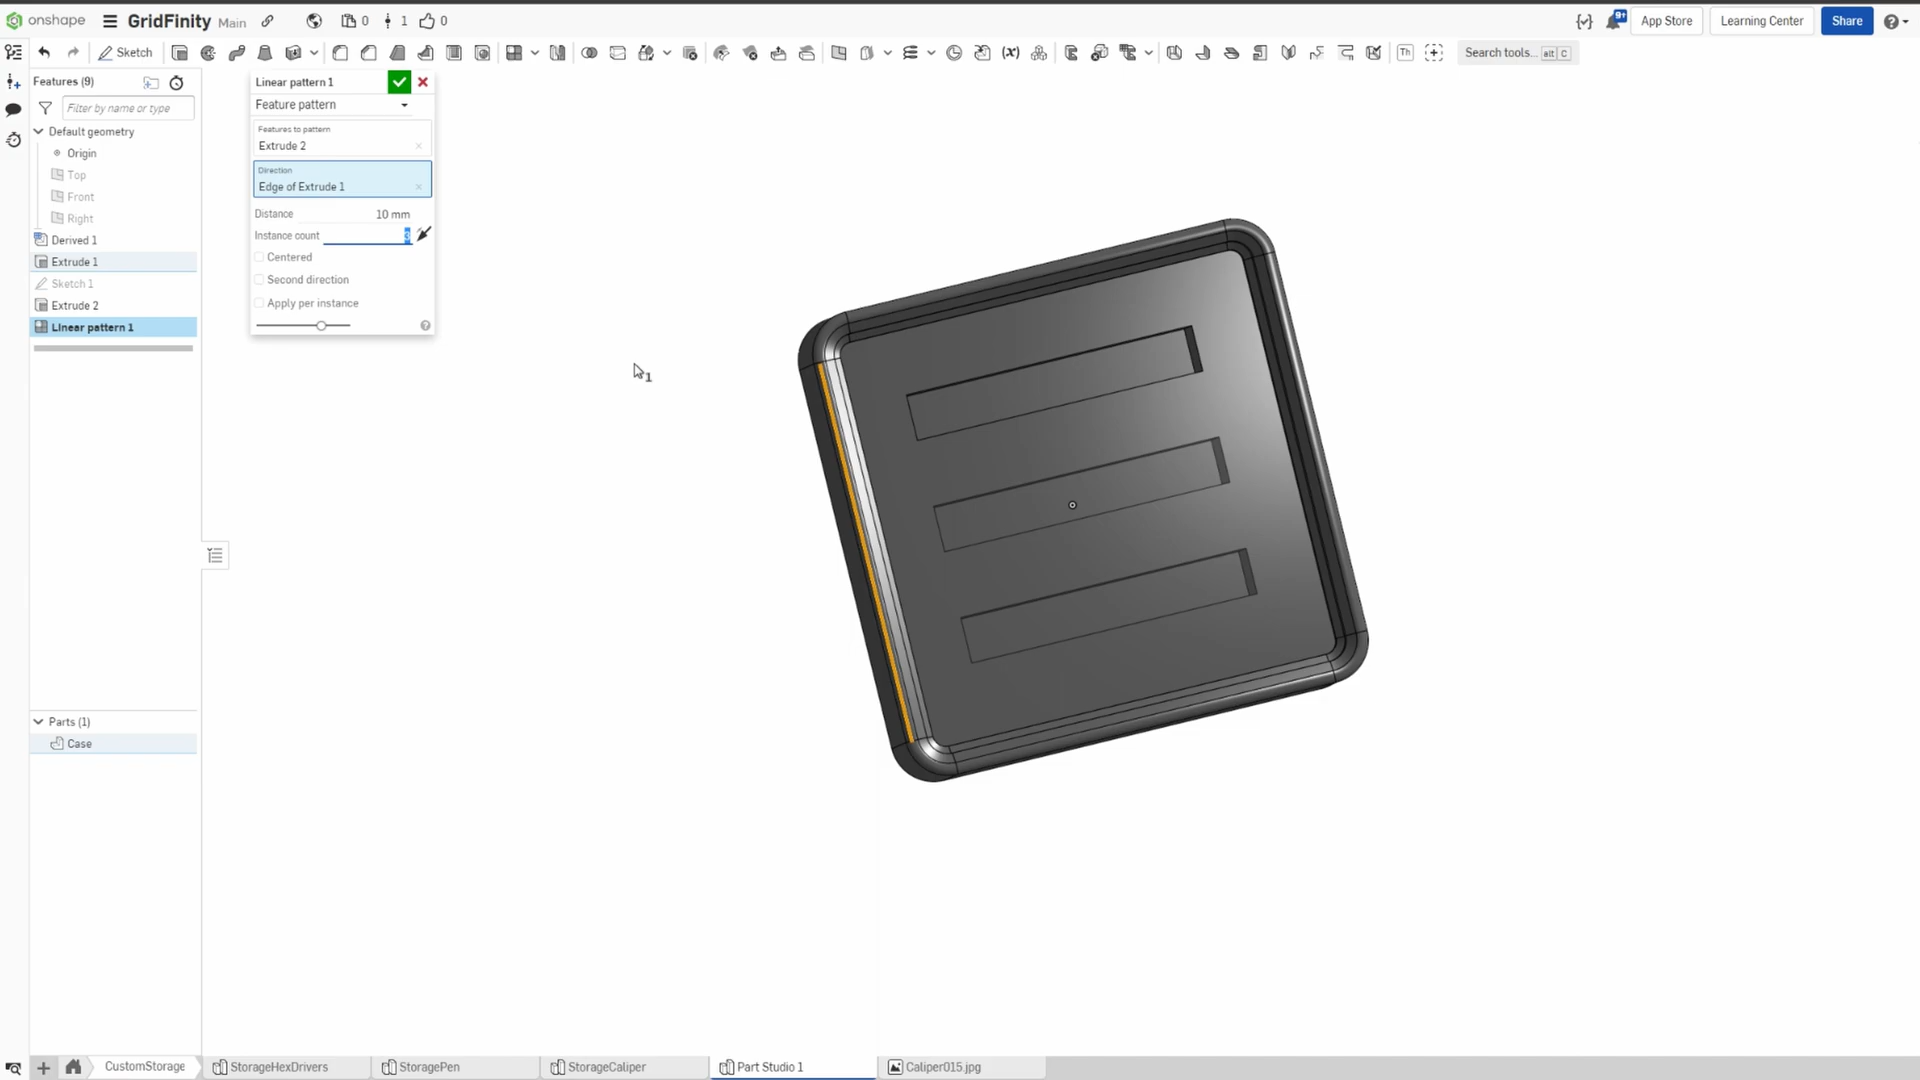 onshape GridFinity Main 0 1 0 9+ App Store Learning Center Share
Sketch (x) Th Search tools... alt C
Features (9)
Filter by name or type
Default geometry
Origin
Top
Front
Right
Derived 1
Extrude 1
Sketch 1
Extrude 2
Linear pattern 1
Linear pattern 1
Feature pattern
Features to pattern
Extrude 2
Direction
Edge of Extrude 1
Distance 10 mm
Instance count 3
Centered
Second direction
Apply per instance
1
Parts (1)
Case
CustomStorage StorageHexDrivers StoragePen StorageCaliper Part Studio 1 Caliper015.jpg